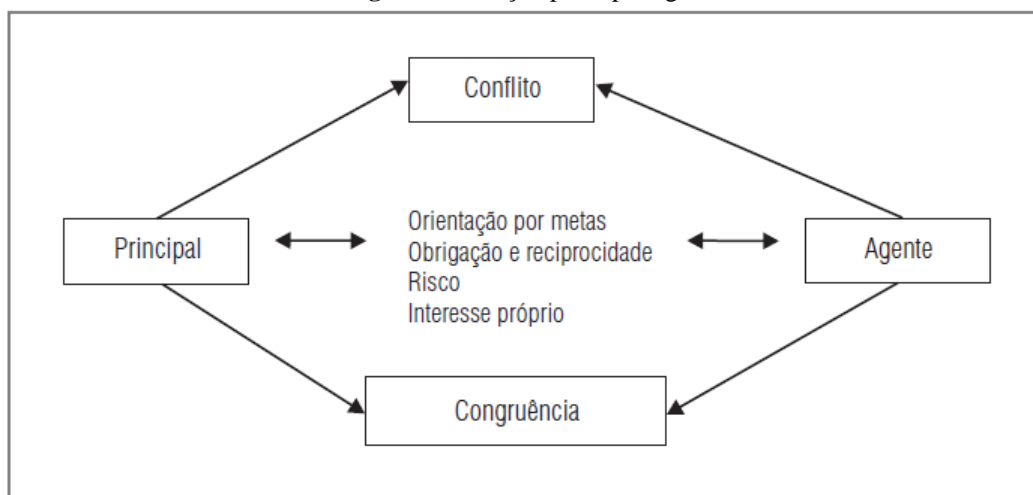 Conflito
Principal
Orientação por metas
Obrigação e reciprocidade
Risco
Interesse próprio
Agente
Congruência